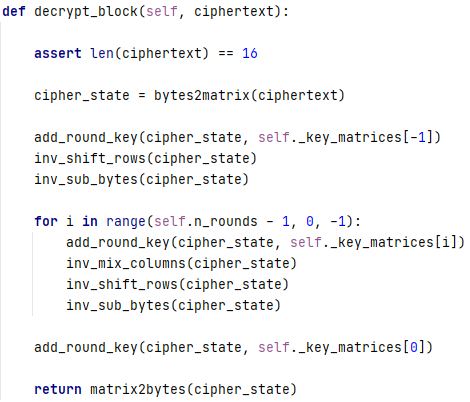 def decrypt_block(self, ciphertext):
assert len(ciphertext) == 16
cipher_state = bytes2matrix(ciphertext)
add_round_key(cipher_state, self._key_matrices[-1])
inv_shift_rows(cipher_state)
inv_sub_bytes(cipher_state)
for i in range(self.n_rounds - 1, 0, -1):
add_round_key(cipher_state, self._key_matrices[i])
inv_mix_columns(cipher_state)
inv_shift_rows(cipher_state)
inv_sub_bytes(cipher_state)
add_round_key(cipher_state, self._key_matrices[0])
return matrix2bytes(cipher_state)